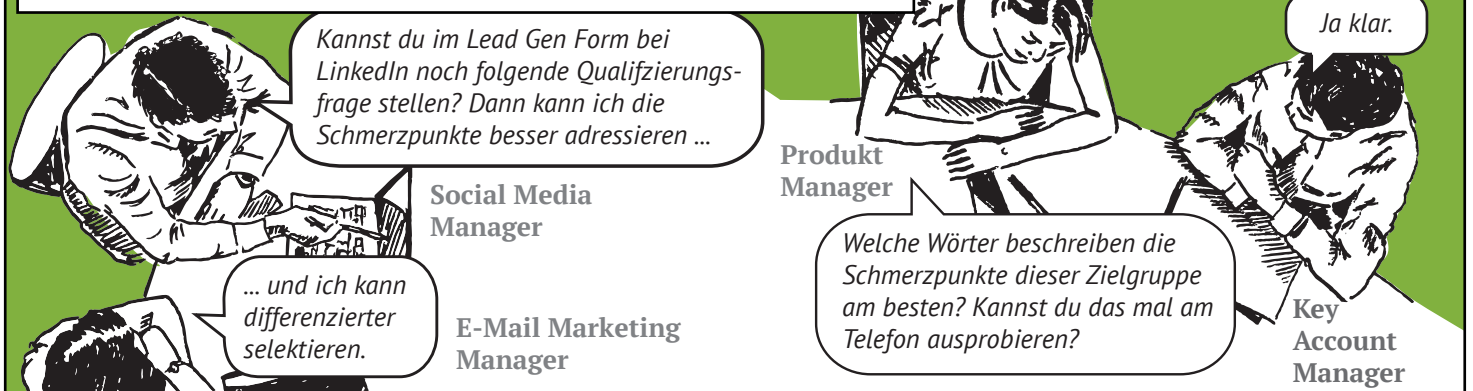 Kannst du im Lead Gen Form bei
LinkedIn noch folgende Qualifzierungs-
frage stellen? Dann kann ich die
Schmerzpunkte besser adressieren ...
Social Media
Manager
... und ich kann
differenzierter
selektieren.
E-Mail Marketing
Manager
Produkt
Manager
Welche Wörter beschreiben die
Schmerzpunkte dieser Zielgruppe
am besten? Kannst du das mal am
Telefon ausprobieren?
Ja klar.
Key
Account
Manager